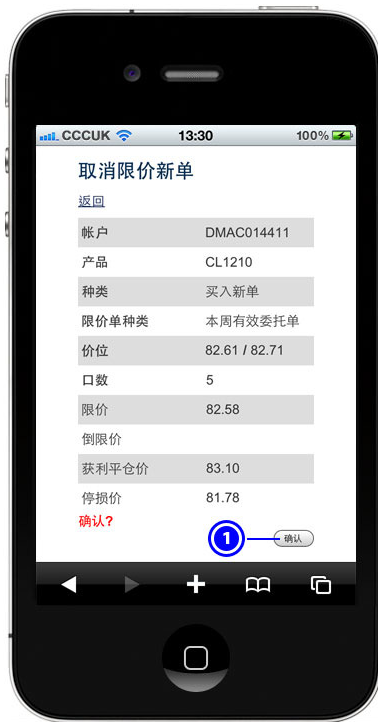 CCCUK 13:30 100%
取消限价新单
返回
帐户 DMAC014411
产品 CL1210
种类 买入新单
限价单种类 本周有效委托单
价位 82.61 / 82.71
口数 5
限价 82.58
倒限价
获利平仓价 83.10
停损价 81.78
确认?
1 确认